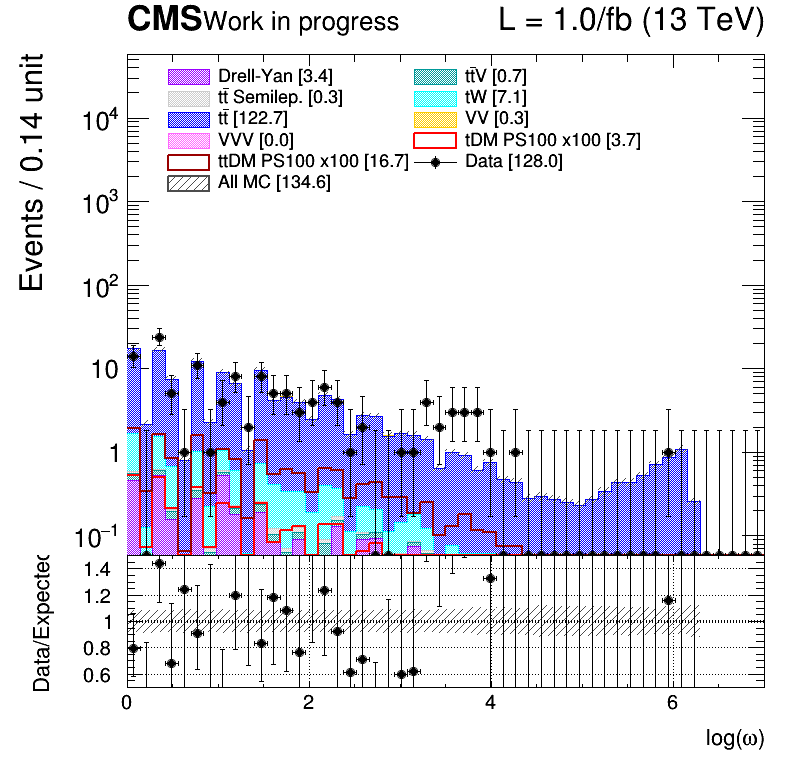 CMS Work in progress L = 1.0/fb (13 TeV)
Drell-Yan [3.4] tt̄V [0.7]
tt̄ Semilep. [0.3] tW [7.1]
tt̄ [122.7] VV [0.3]
VVV [0.0] tDM PS100 x100 [3.7]
ttDM PS100 x100 [16.7] Data [128.0]
All MC [134.6]
Events / 0.14 unit
10⁴
10³
10²
10
1
10⁻¹
Data/Expected
1.4
1.2
1
0.8
0.6
0 2 4 6
log(ω)